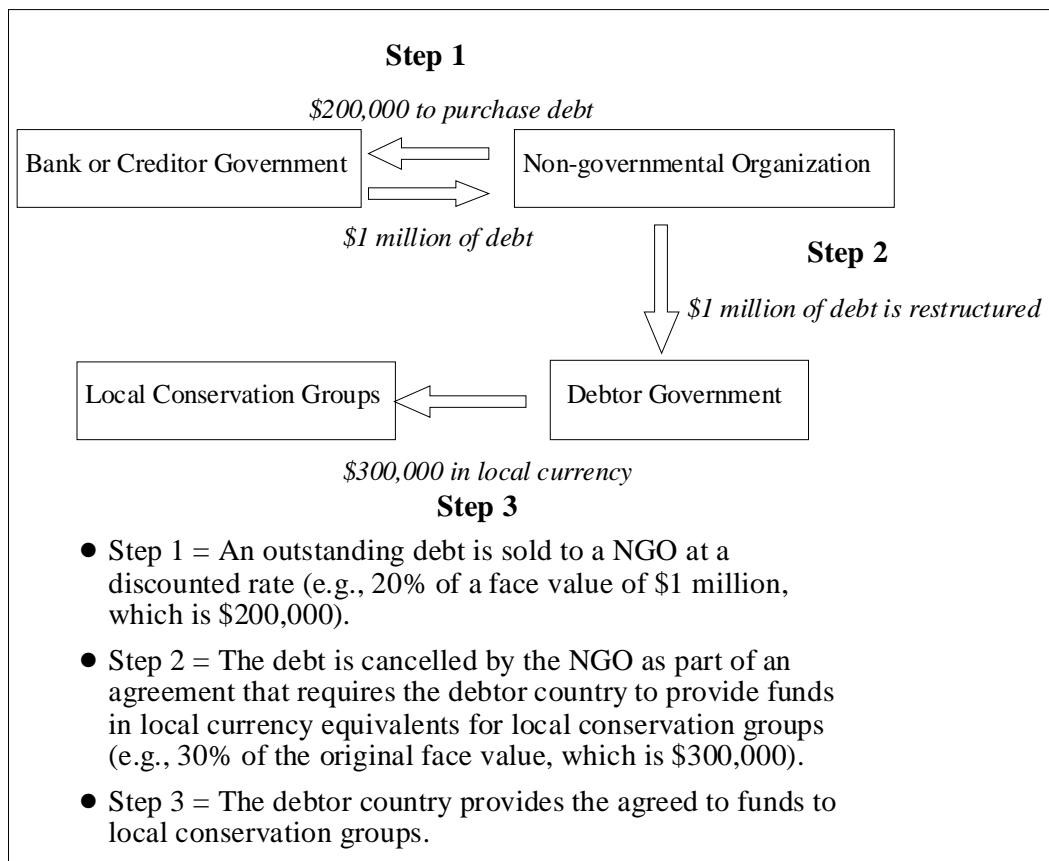 Step 1
$200,000 to purchase debt
Bank or Creditor Government
Non-governmental Organization
$1 million of debt
Step 2
$1 million of debt is restructured
Local Conservation Groups
Debtor Government
$300,000 in local currency
Step 3
● Step 1 = An outstanding debt is sold to a NGO at a
discounted rate (e.g., 20% of a face value of $1 million,
which is $200,000).
● Step 2 = The debt is cancelled by the NGO as part of an
agreement that requires the debtor country to provide funds
in local currency equivalents for local conservation groups
(e.g., 30% of the original face value, which is $300,000).
● Step 3 = The debtor country provides the agreed to funds to
local conservation groups.